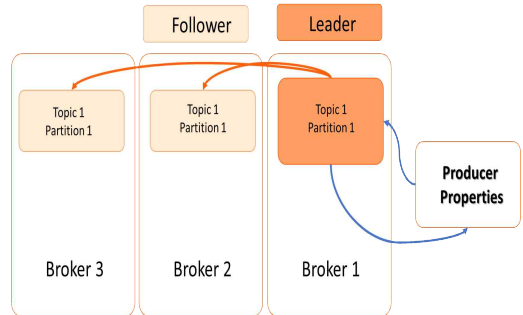 Follower
Leader
Topic 1
Partition 1
Topic 1
Partition 1
Topic 1
Partition 1
Producer
Properties
Broker 3
Broker 2
Broker 1